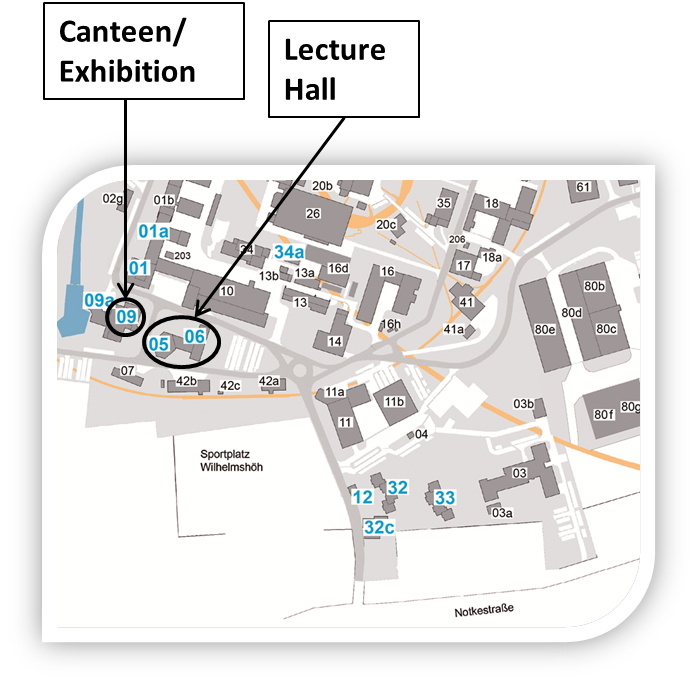 Canteen/
Exhibition
Lecture
Hall
02g
01b
20b
26
35
18
61
01a
20c
203
34
34a
206
18a
01
13b
13a
16d
16
17
09a
10
13
41
80b
80d
09
05
06
16h
41a
80e
80c
14
07
42b
42c
42a
11a
11
11b
03b
80f
80g
04
Sportplatz
Wilhelmshöh
03
12
32
33
03a
32c
Notkestraße